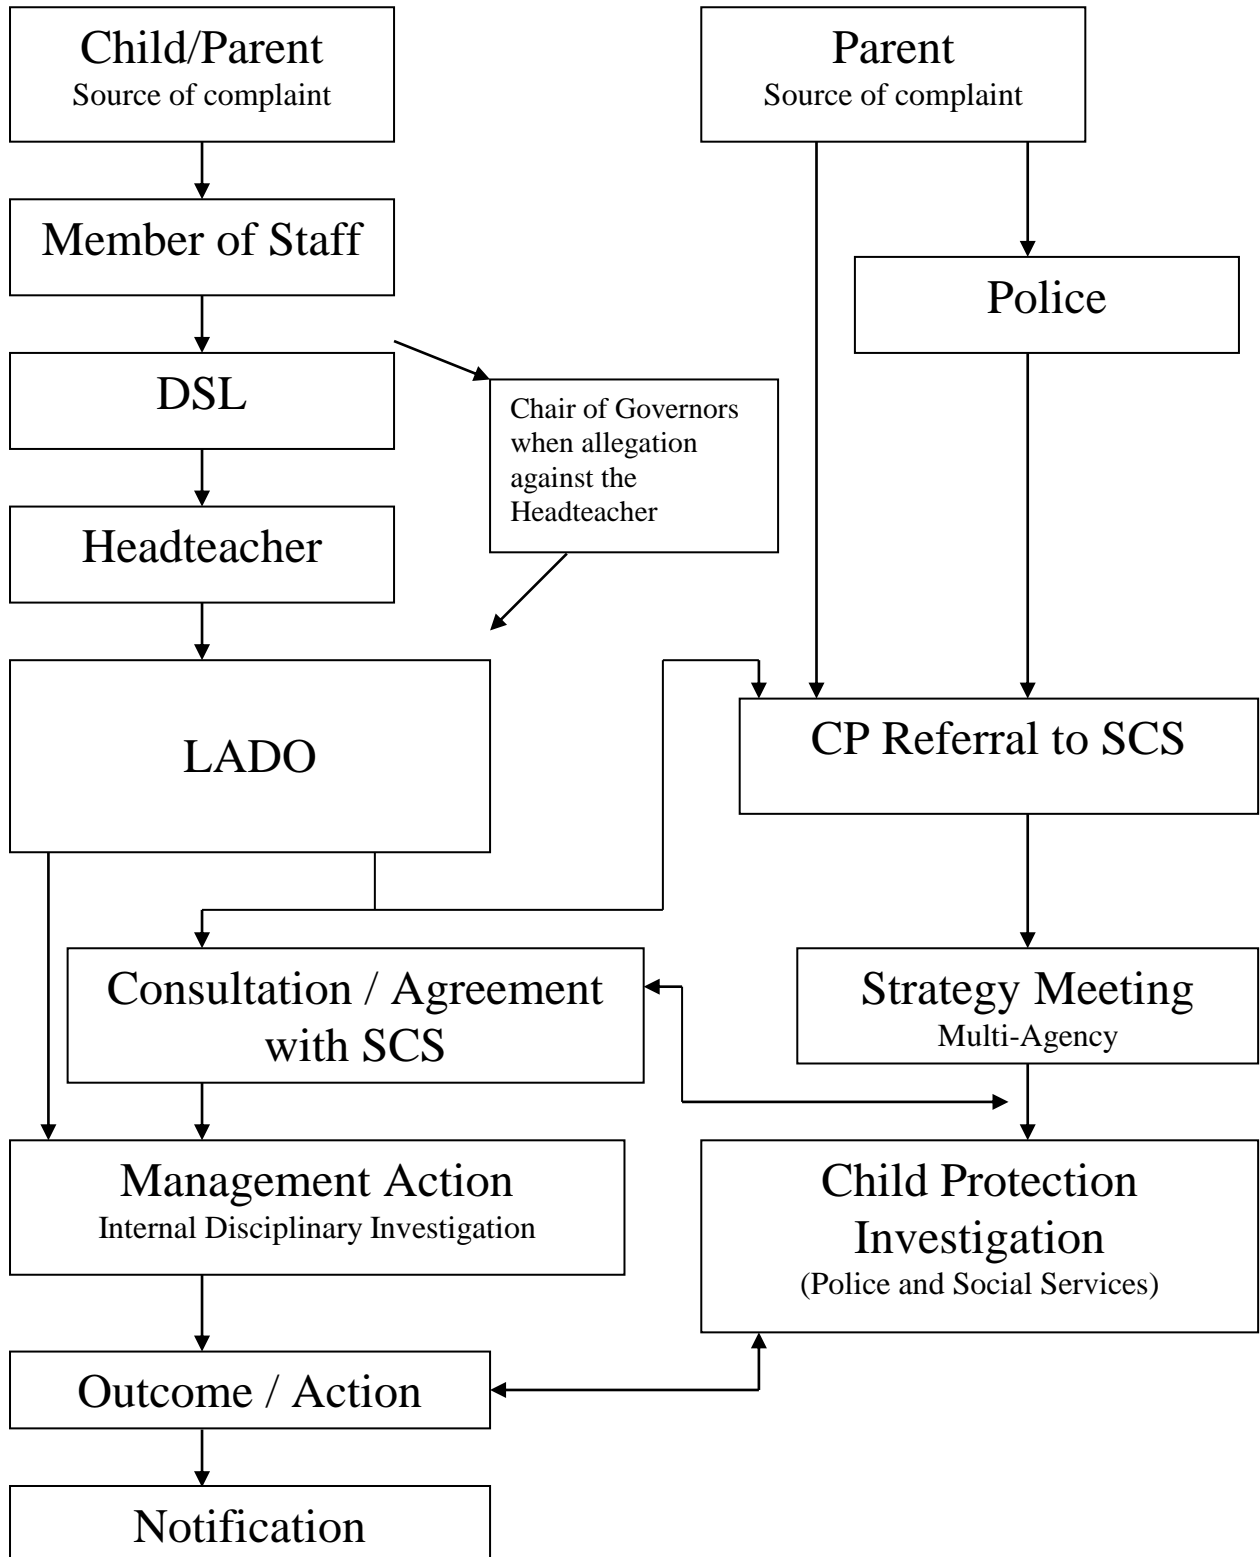 Child/Parent
Source of complaint
Parent
Source of complaint
Member of Staff
Police
DSL
Chair of Governors
when allegation
against the
Headteacher
Headteacher
LADO
CP Referral to SCS
Consultation / Agreement
with SCS
Strategy Meeting
Multi-Agency
Management Action
Internal Disciplinary Investigation
Child Protection
Investigation
(Police and Social Services)
Outcome / Action
Notification